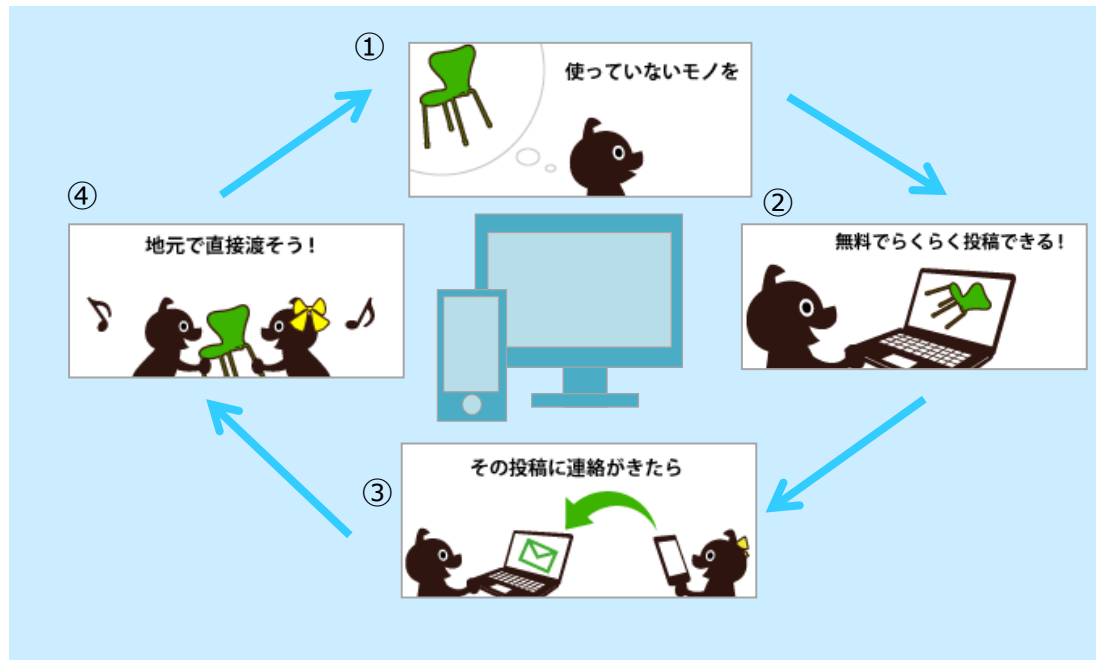 ①
使っていないモノを
②
無料でらくらく投稿できる！
③
その投稿に連絡がきたら
④
地元で直接渡そう！